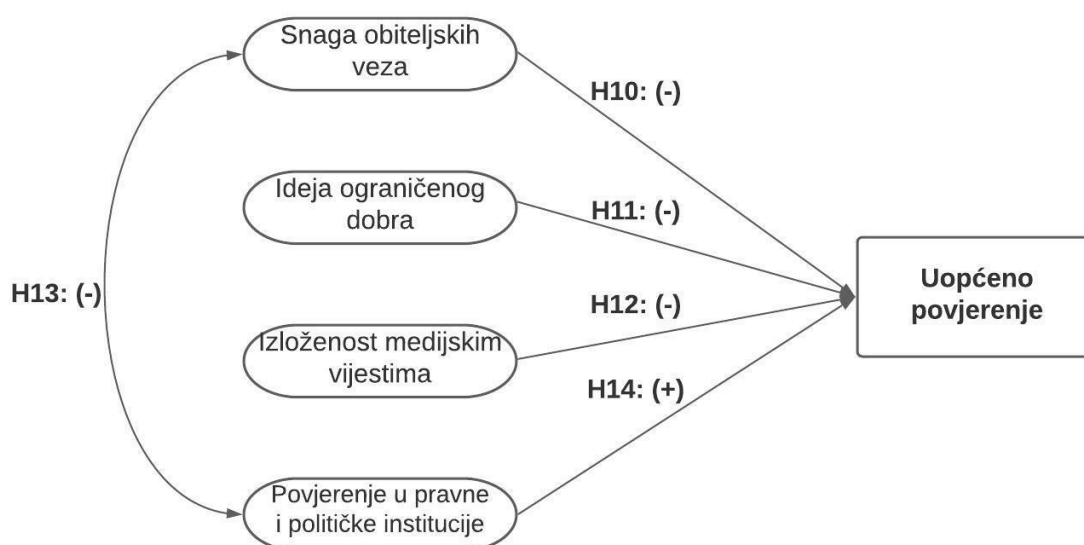 Snaga obiteljskih
veza
H10: (-)
Ideja ograničenog
dobra
H11: (-)
Uopćeno
povjerenje
H13: (-)
H12: (-)
Izloženost medijskim
vijestima
H14: (+)
Povjerenje u pravne
i političke institucije